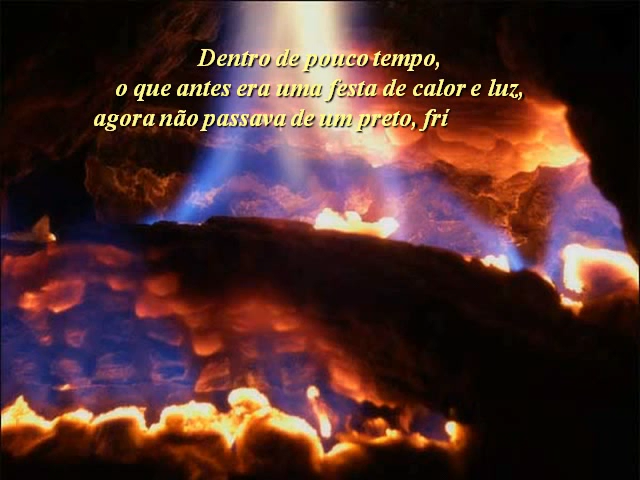 Dentro de pouco tempo,
o que antes era uma festa de calor e luz,
agora não passava de um preto, frí